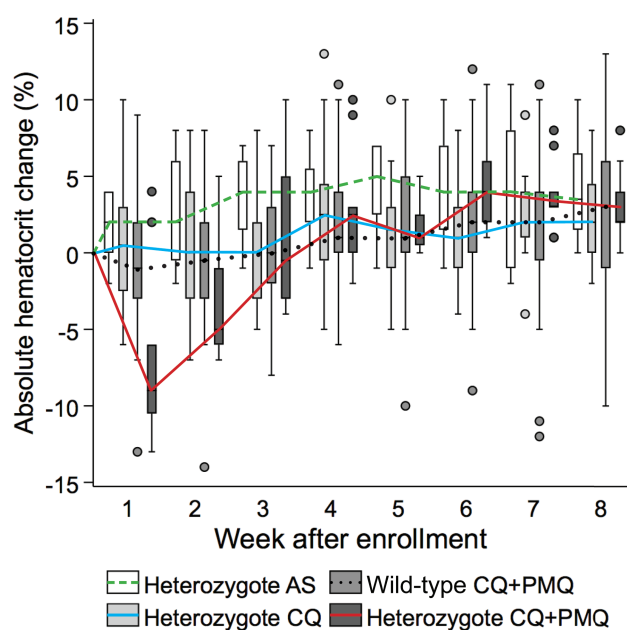 Absolute hematocrit change (%)
15
10
5
0
-5
-10
-15
1 2 3 4 5 6 7 8
Week after enrollment
Heterozygote AS Wild-type CQ+PMQ
Heterozygote CQ Heterozygote CQ+PMQ